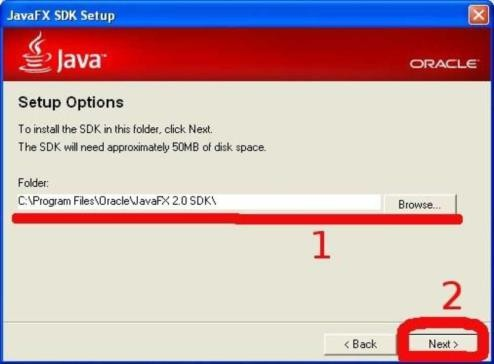 JavaFX SDK Setup
Java™
ORACLE
Setup Options
To install the SDK in this folder, click Next.
The SDK will need approximately 50MB of disk space.
Folder:
C:\Program Files\Oracle\JavaFX 2.0 SDK\
Browse...
1
2
< Back
Next >